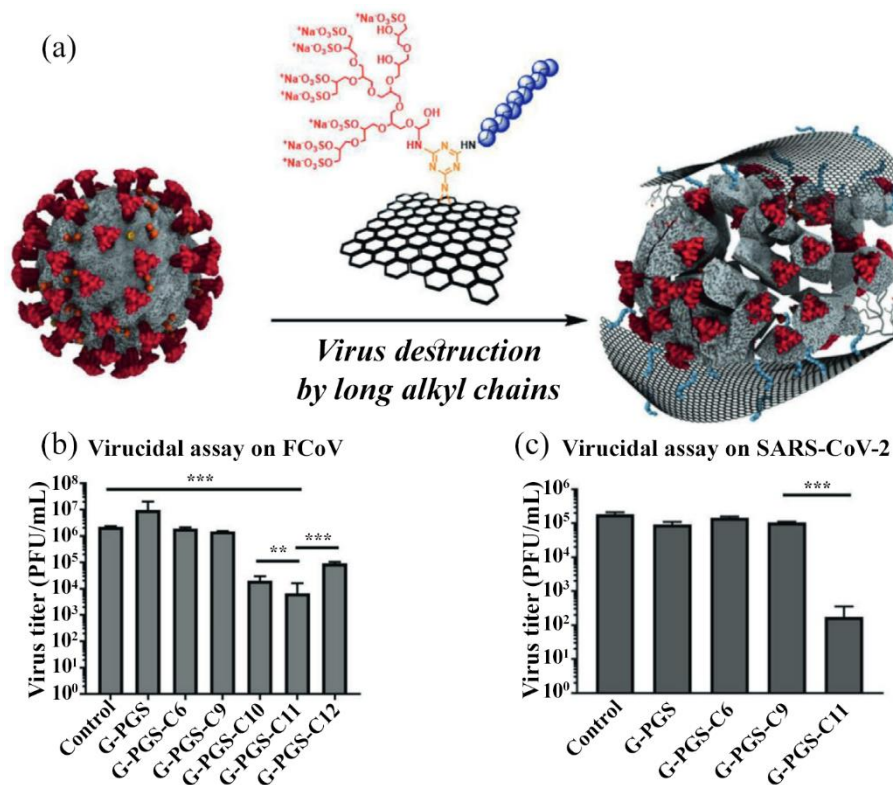 (a)
⁺Na⁻O₃SO
⁺Na⁻O₃SO
⁺Na⁻O₃SO
⁺Na⁻O₃SO
⁺Na⁻O₃SO
⁺Na⁻O₃SO
⁺Na⁻O₃SO
⁺Na⁻O₃SO
OH
OH
OH
HN
HN
N
N
N
N
Virus destruction
by long alkyl chains
(b) Virucidal assay on FCoV
Virus titer (PFU/mL)
10⁸
10⁷
10⁶
10⁵
10⁴
10³
10²
10¹
10⁰
***
**
***
Control
G-PGS
G-PGS-C6
G-PGS-C9
G-PGS-C10
G-PGS-C11
G-PGS-C12
(c) Virucidal assay on SARS-CoV-2
Virus titer (PFU/mL)
10⁶
10⁵
10⁴
10³
10²
10¹
10⁰
***
Control
G-PGS
G-PGS-C6
G-PGS-C9
G-PGS-C11